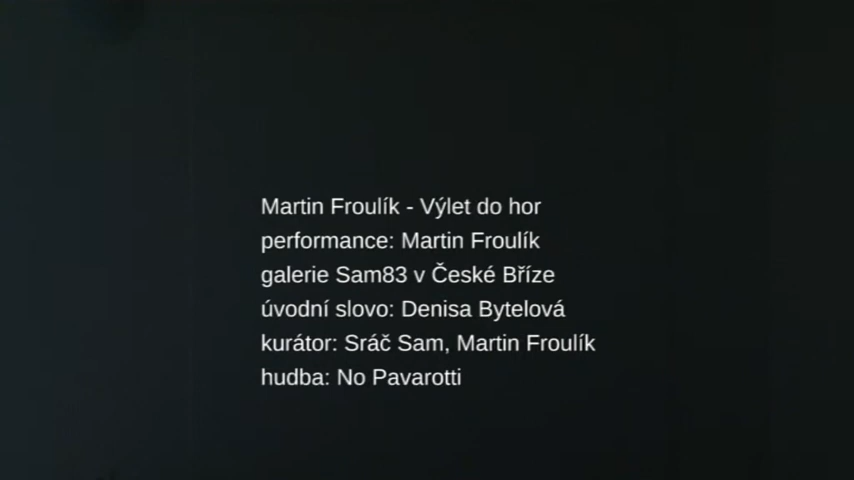 Martin Froulík - Výlet do hor
performance: Martin Froulík
galerie Sam83 v České Bříze
úvodní slovo: Denisa Bytelová
kurátor: Sráč Sam, Martin Froulík
hudba: No Pavarotti